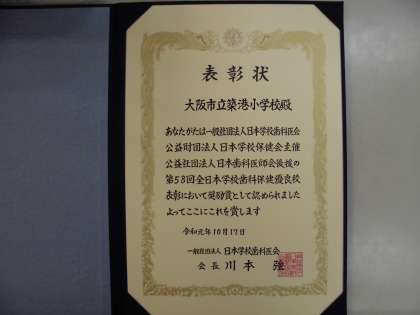 表彰状
大阪市立築港小学校殿
あなたがたは一般社団法人日本学校歯科医会
公益財団法人日本学校保健会主催
公益社団法人日本歯科医師会後援の
第58回全日本学校歯科保健優良校
表彰において奨励賞として認められました
よってここにこれを賞します
令和元年10月17日
一般社団法人 日本学校歯科医会
会長 川本 強